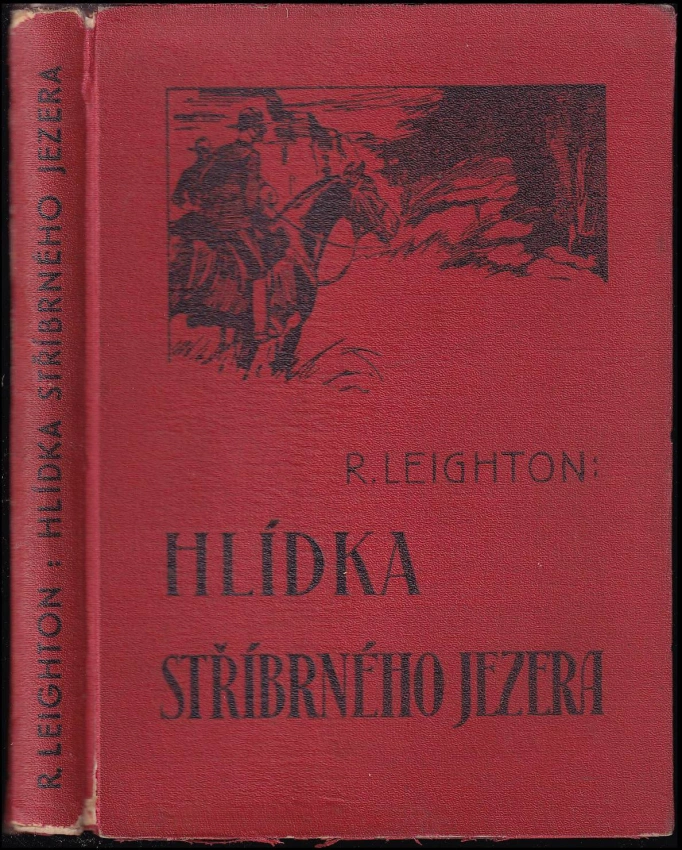 R. LEIGHTON : HLÍDKA STŘÍBRNÉHO JEZERA
R. LEIGHTON:
HLÍDKA
STŘÍBRNÉHO JEZERA